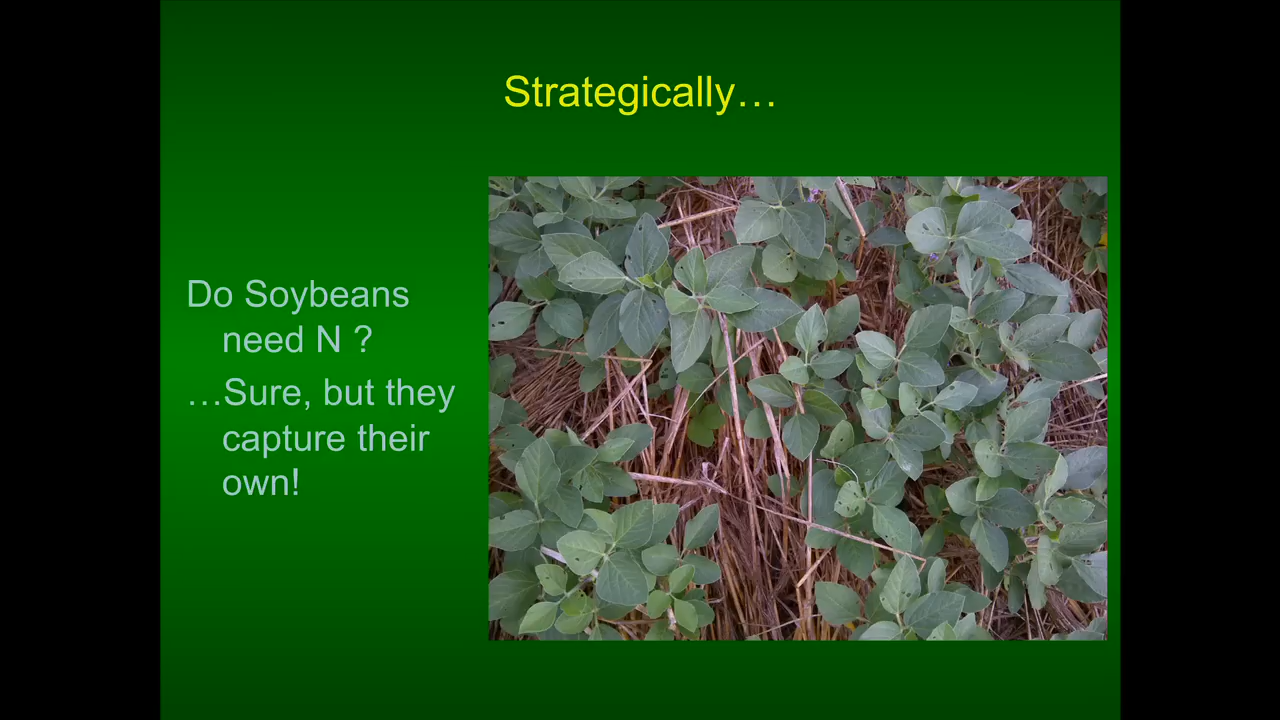 Strategically…
Do Soybeans
need N ?
…Sure, but they
capture their
own!